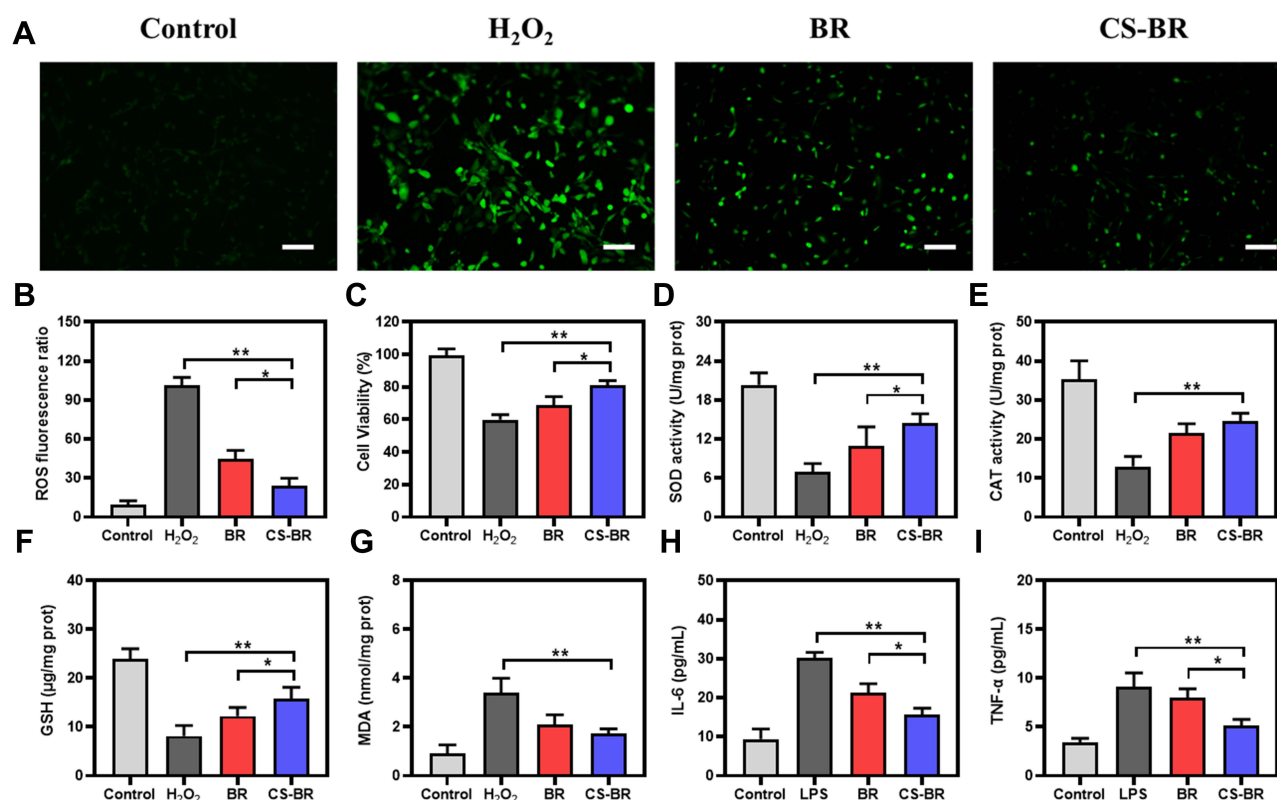 A
Control
H₂O₂
BR
CS-BR
B
ROS fluorescence ratio
150
120
90
60
30
0
**
*
Control H₂O₂ BR CS-BR
C
Cell Viability (%)
120
100
80
60
40
20
0
**
*
Control H₂O₂ BR CS-BR
D
SOD activity (U/mg prot)
30
24
18
12
6
0
**
*
Control H₂O₂ BR CS-BR
E
CAT activity (U/mg prot)
50
40
30
20
10
0
**
Control H₂O₂ BR CS-BR
F
GSH (μg/mg prot)
40
30
20
10
0
**
*
Control H₂O₂ BR CS-BR
G
MDA (nmol/mg prot)
8
6
4
2
0
**
Control H₂O₂ BR CS-BR
H
IL-6 (pg/mL)
50
40
30
20
10
0
**
*
Control LPS BR CS-BR
I
TNF-α (pg/mL)
20
15
10
5
0
**
*
Control LPS BR CS-BR